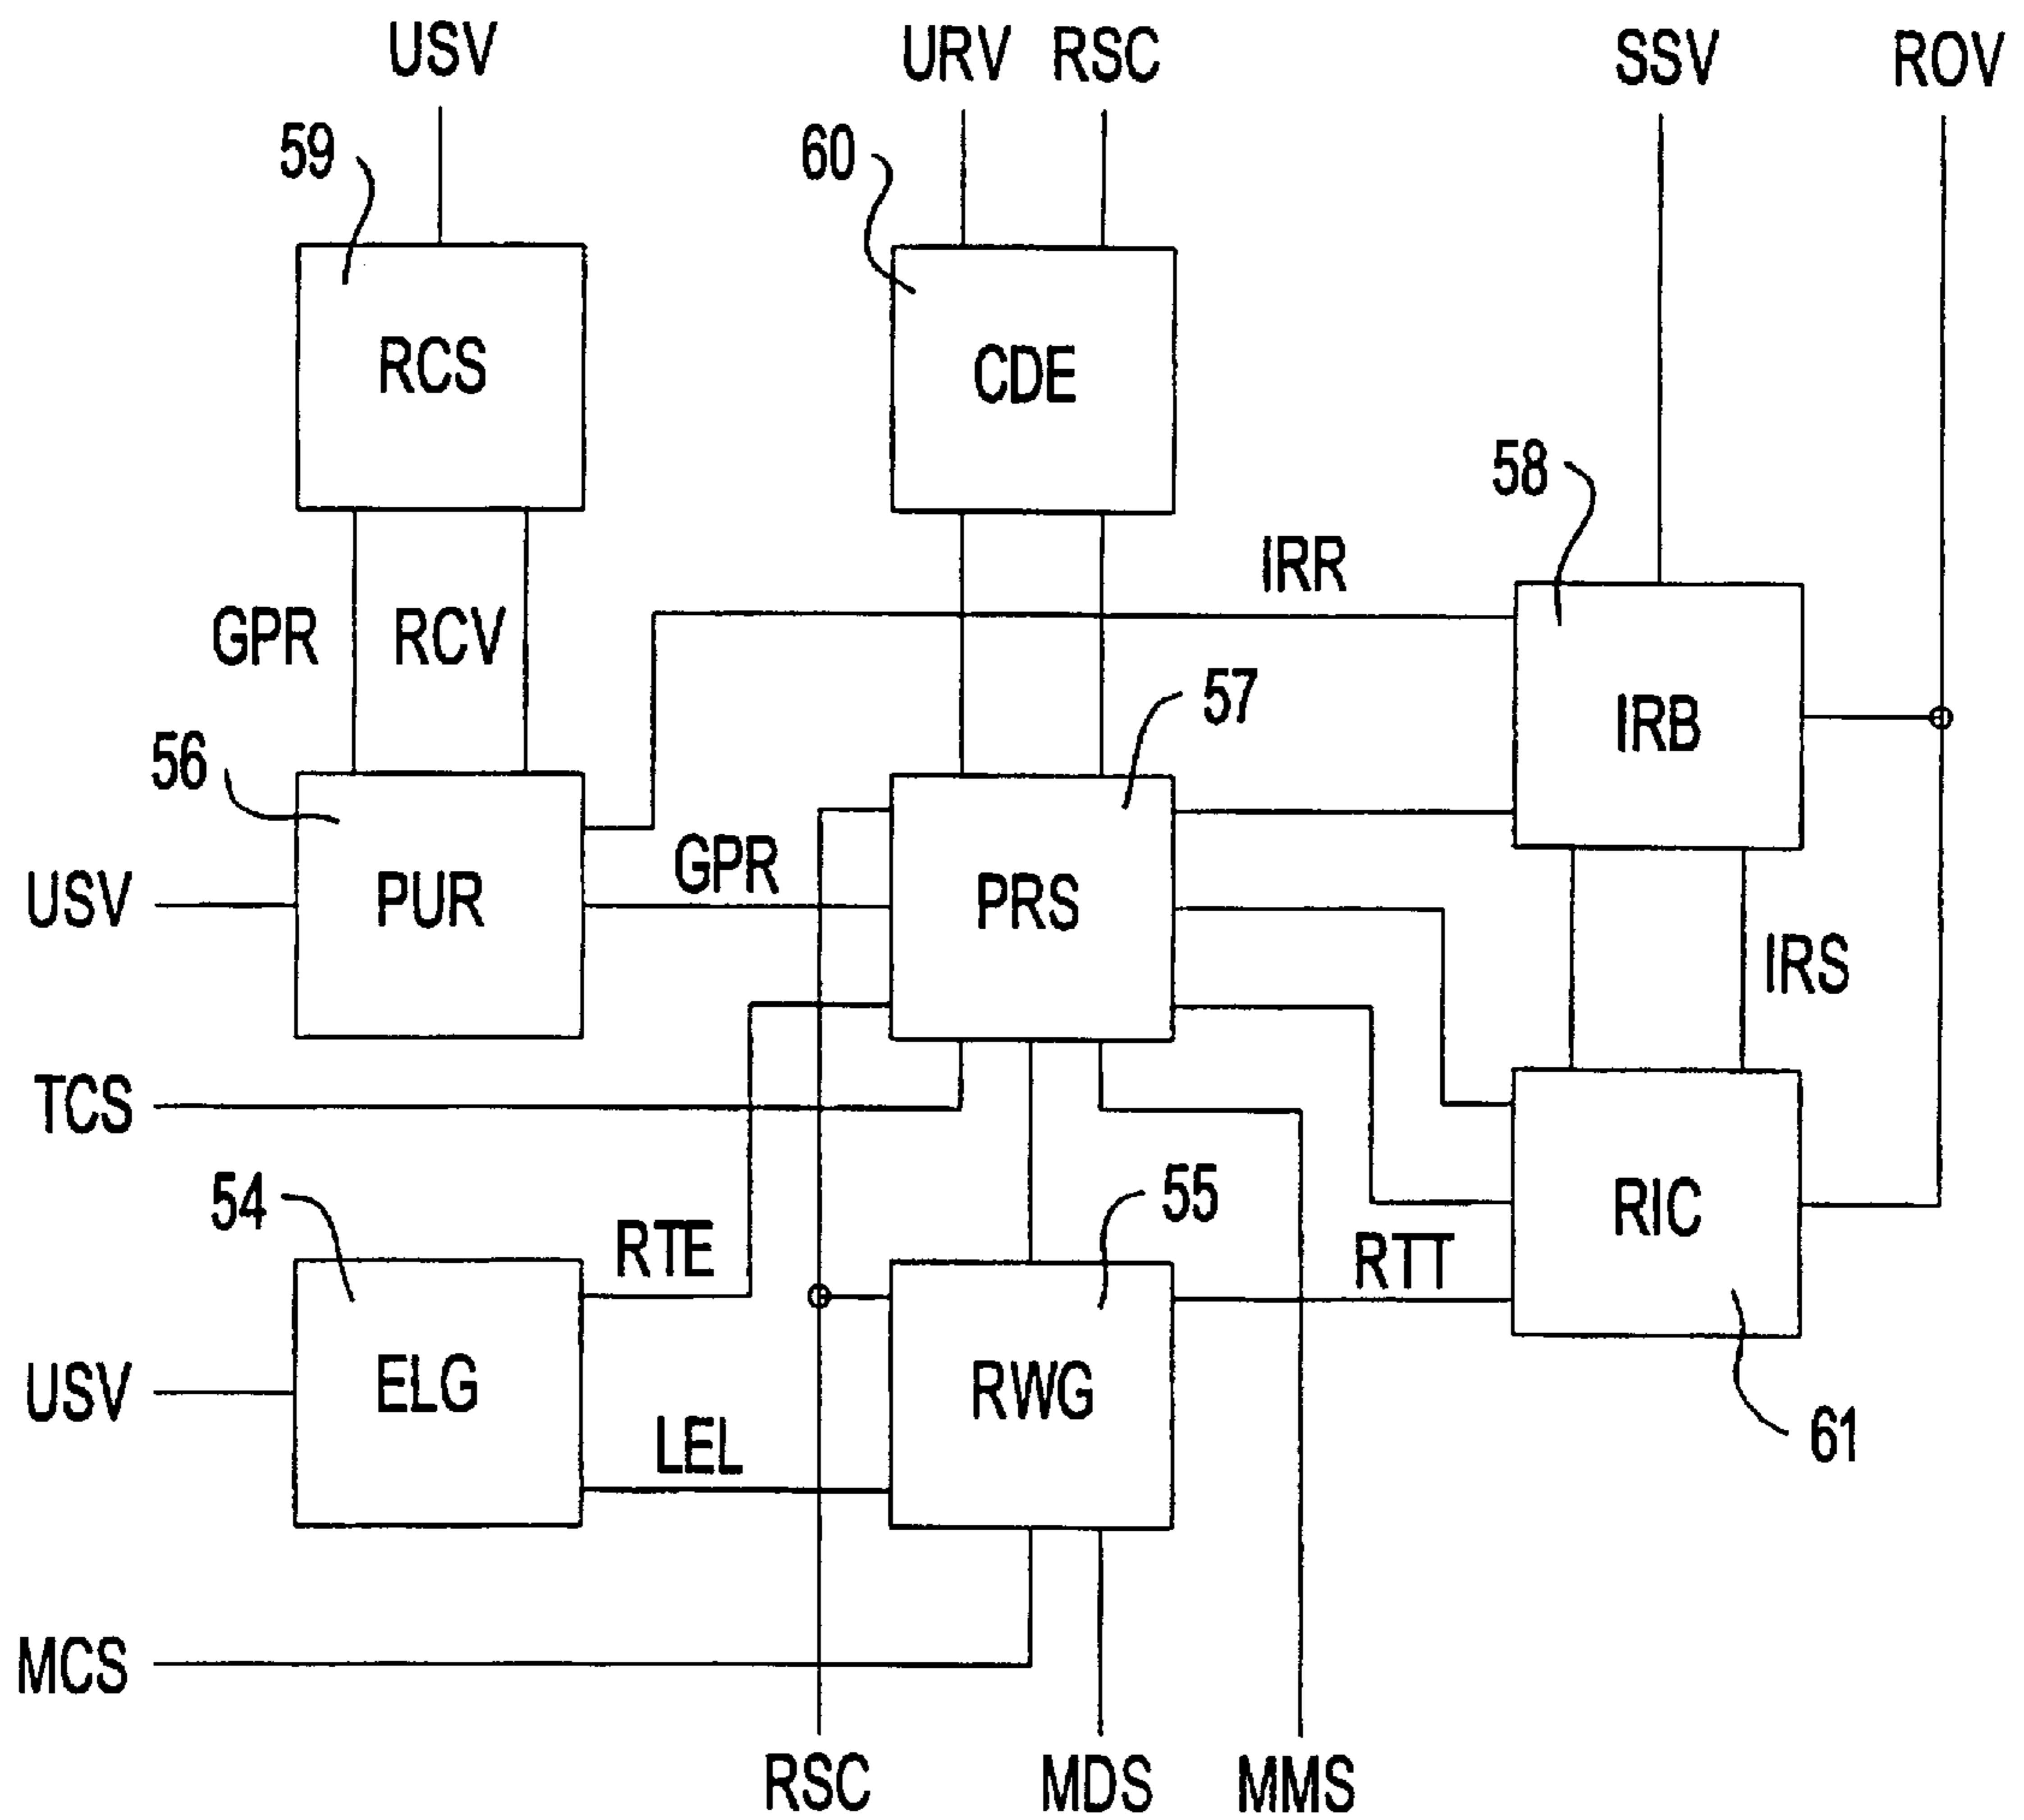 USV
URV RSC
SSV
ROV
59
60
RCS
CDE
58
IRR
GPR
RCV
57
IRB
56
GPR
USV
PUR
PRS
IRS
TCS
54
55
RTE
RTT
RIC
USV
ELG
RWG
LEL
61
MCS
RSC
MDS
MMS